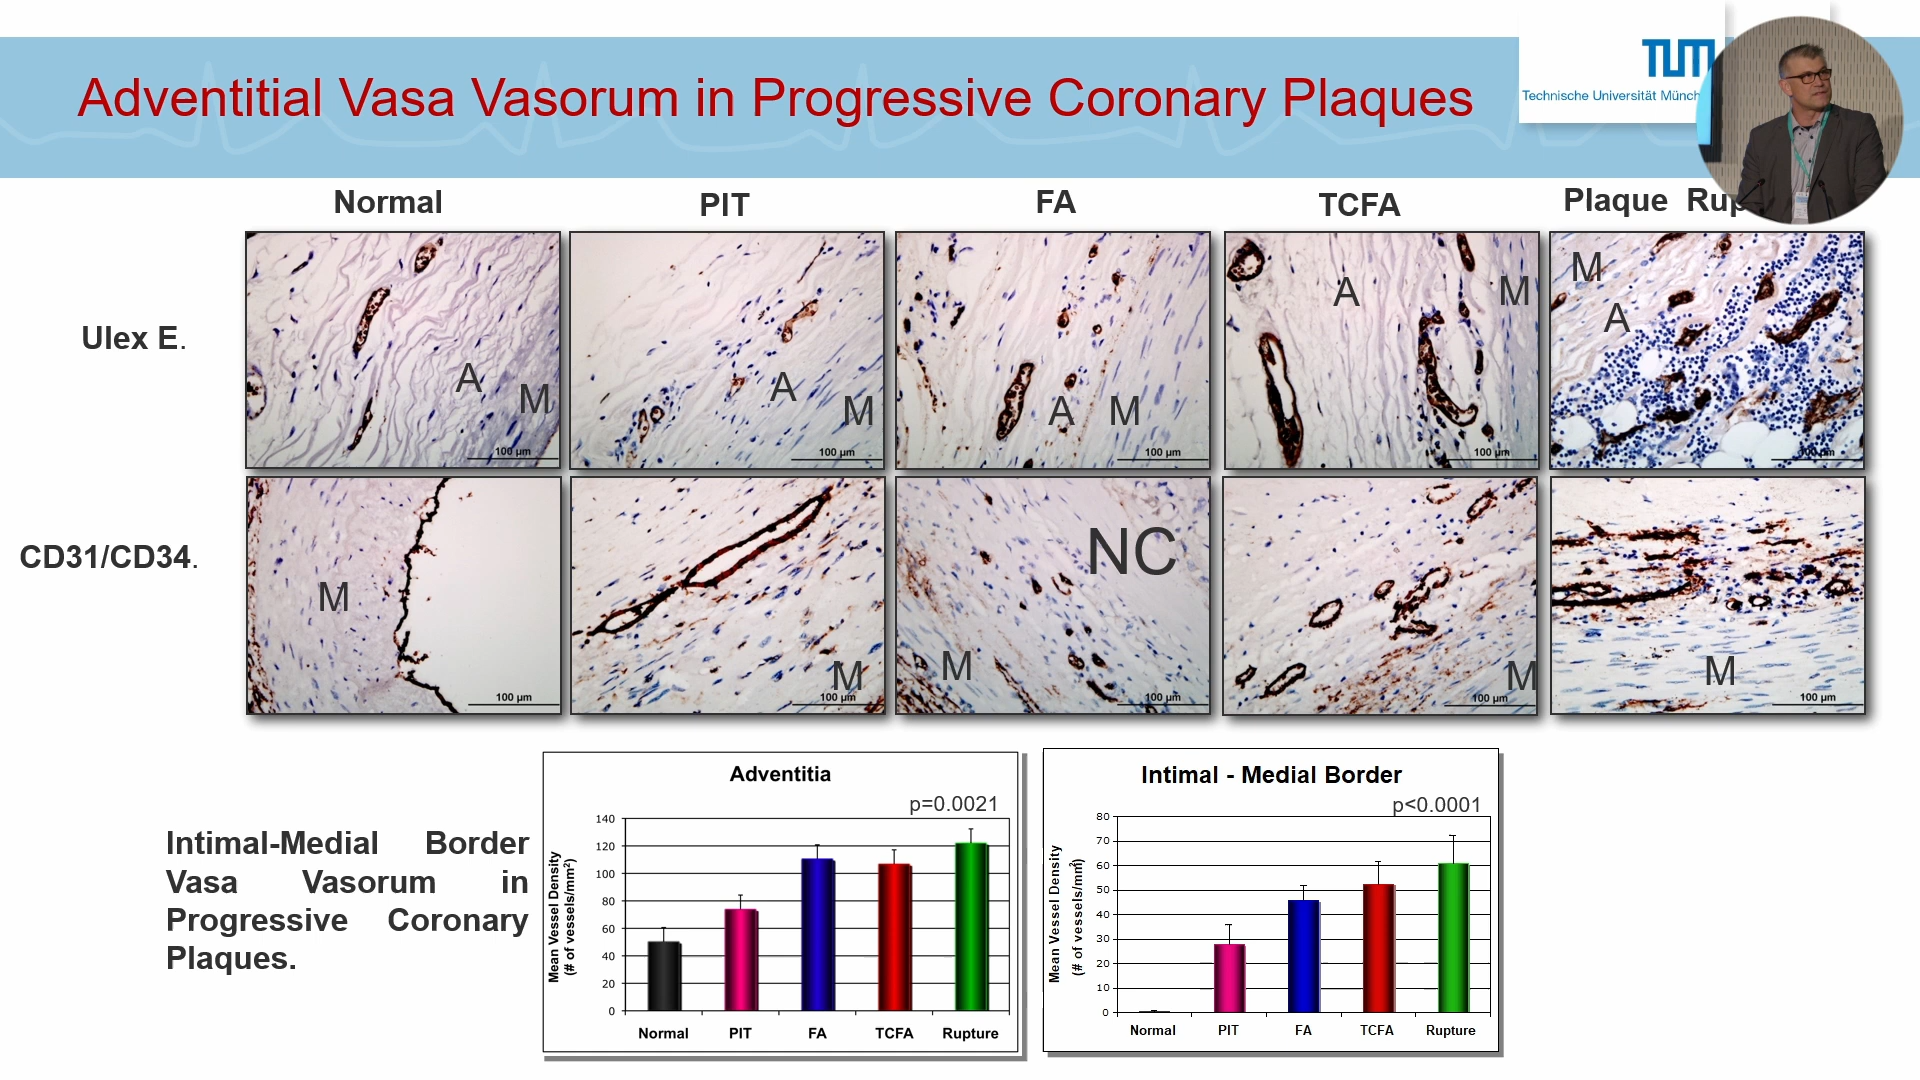 Adventitial Vasa Vasorum in Progressive Coronary Plaques
TUM
Technische Universität Münch
Normal PIT FA TCFA Plaque Rup
Ulex E.
A M
100 µm
A M
100 µm
A M
100 µm
A M
100 µm
M
A
CD31/CD34.
M
100 µm
M
100 µm
NC
M
100 µm
M
100 µm
M
100 µm
Intimal-Medial Border
Vasa Vasorum in
Progressive Coronary
Plaques.
Adventitia
p=0.0021
Mean Vessel Density
(# of vessels/mm²)
140
120
100
80
60
40
20
0
Normal PIT FA TCFA Rupture
Intimal - Medial Border
p<0.0001
Mean Vessel Density
(# of vessels/mm²)
80
70
60
50
40
30
20
10
0
Normal PIT FA TCFA Rupture